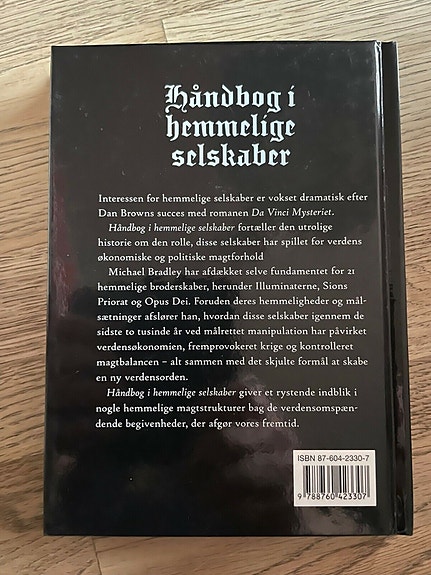 Håndbog i
hemmelige
selskaber
Interessen for hemmelige selskaber er vokset dramatisk efter
Dan Browns succes med romanen Da Vinci Mysteriet.
Håndbog i hemmelige selskaber fortæller den utrolige
historie om den rolle, disse selskaber har spillet for verdens
økonomiske og politiske magtforhold
Michael Bradley har afdækket selve fundamentet for 21
hemmelige broderskaber, herunder Illuminaterne, Sions
Priorat og Opus Dei. Foruden deres hemmeligheder og mål-
sætninger afslører han, hvordan disse selskaber igennem de
sidste to tusinde år ved målrettet manipulation har påvirket
verdensøkonomien, fremprovokeret krige og kontrolleret
magtbalancen – alt sammen med det skjulte formål at skabe
en ny verdensorden.
Håndbog i hemmelige selskaber giver et rystende indblik i
nogle hemmelige magtstrukturer bag de verdensomspæn-
dende begivenheder, der afgør vores fremtid.
ISBN 87-604-2330-7
9 788760 423307